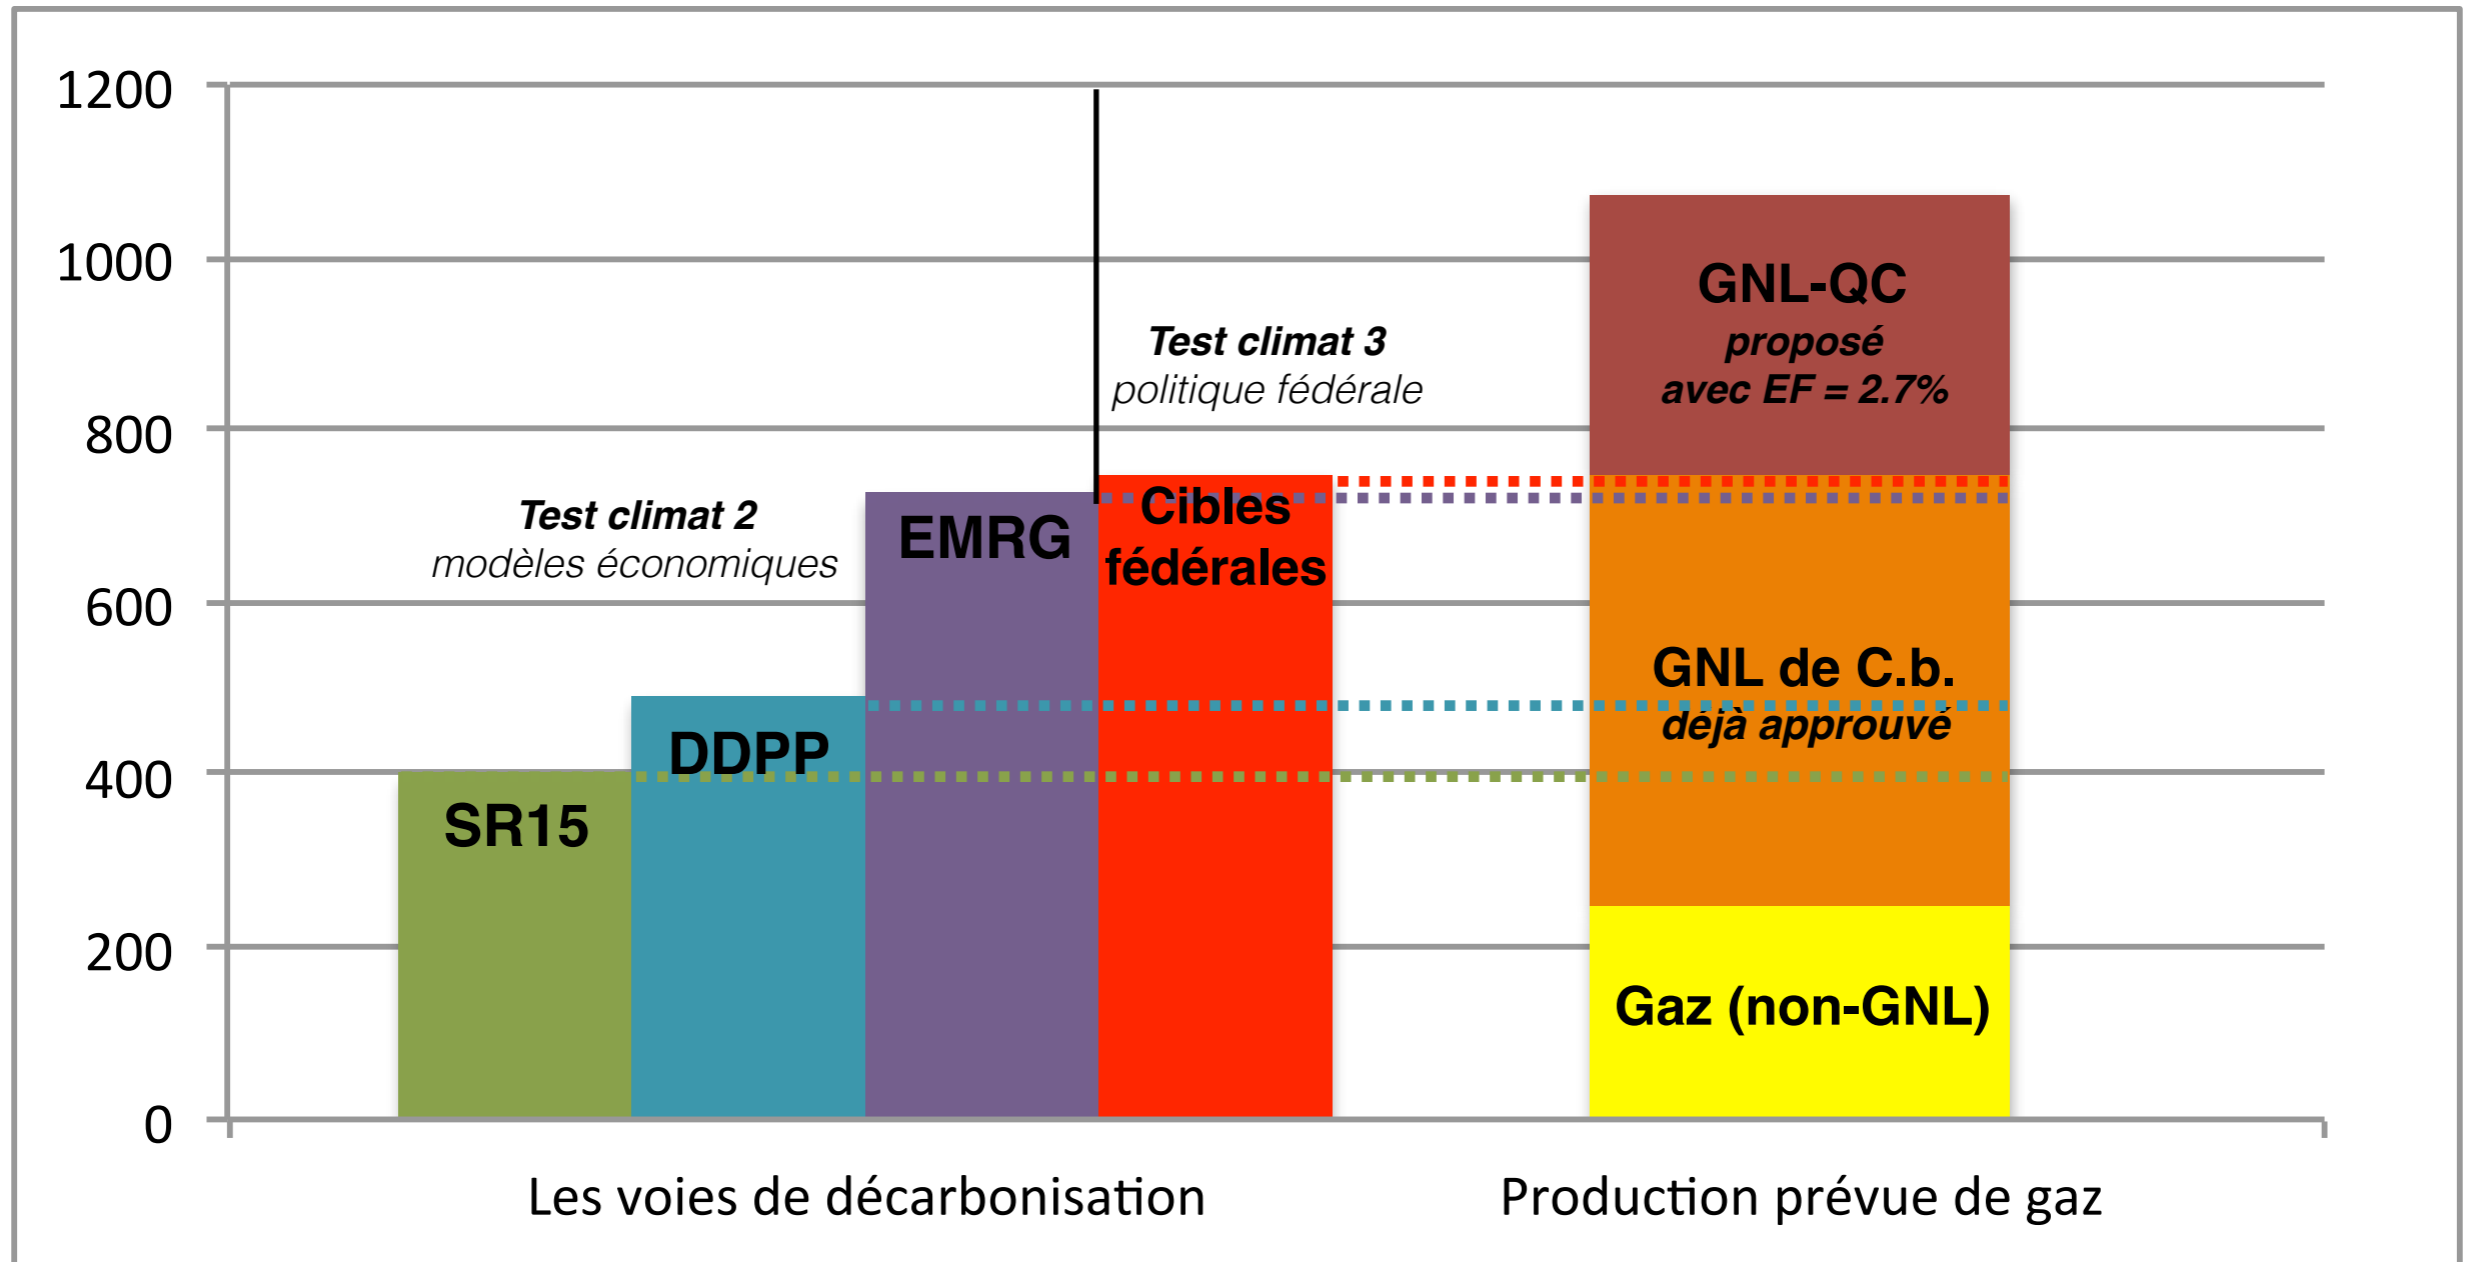 1200
1000
800
600
400
200
0
Test climat 2
modèles économiques
Test climat 3
politique fédérale
SR15
DDPP
EMRG
Cibles
fédérales
GNL-QC
proposé
avec EF = 2.7%
GNL de C.b.
déjà approuvé
Gaz (non-GNL)
Les voies de décarbonisation
Production prévue de gaz